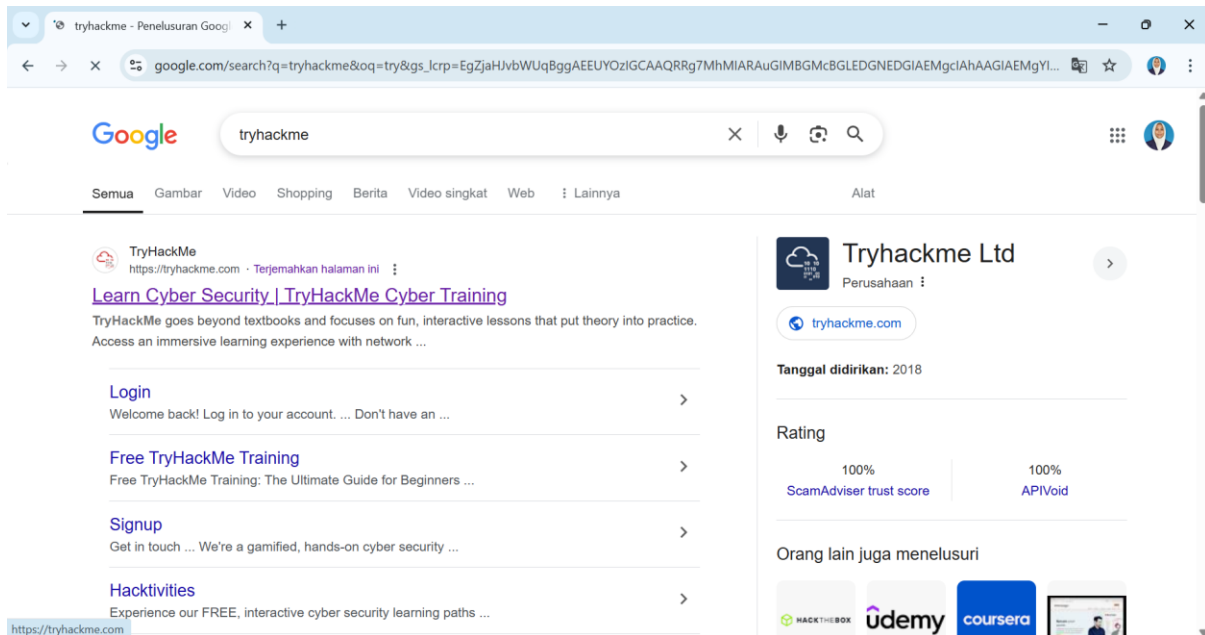 tryhackme - Penelusuran Googl
google.com/search?q=tryhackme&oq=try&gs_lcrp=EgZjaHJvbWUqBggAEEUYOzIGCAAQRRg7MhMIARAuGIMBGMcBGLEDGNEDGIAEMgcIAhAAGIAEMgYI...
Google
tryhackme
Semua Gambar Video Shopping Berita Video singkat Web Lainnya Alat
TryHackMe
https://tryhackme.com · Terjemahkan halaman ini
Learn Cyber Security | TryHackMe Cyber Training
TryHackMe goes beyond textbooks and focuses on fun, interactive lessons that put theory into practice.
Access an immersive learning experience with network ...
Login
Welcome back! Log in to your account. ... Don't have an ...
Free TryHackMe Training
Free TryHackMe Training: The Ultimate Guide for Beginners ...
Signup
Get in touch ... We're a gamified, hands-on cyber security ...
Hacktivities
Experience our FREE, interactive cyber security learning paths ...
https://tryhackme.com
Tryhackme Ltd
Perusahaan
tryhackme.com
Tanggal didirikan: 2018
Rating
100% 100%
ScamAdviser trust score APIVoid
Orang lain juga menelusuri
HACKTHEBOX ûdemy coursera